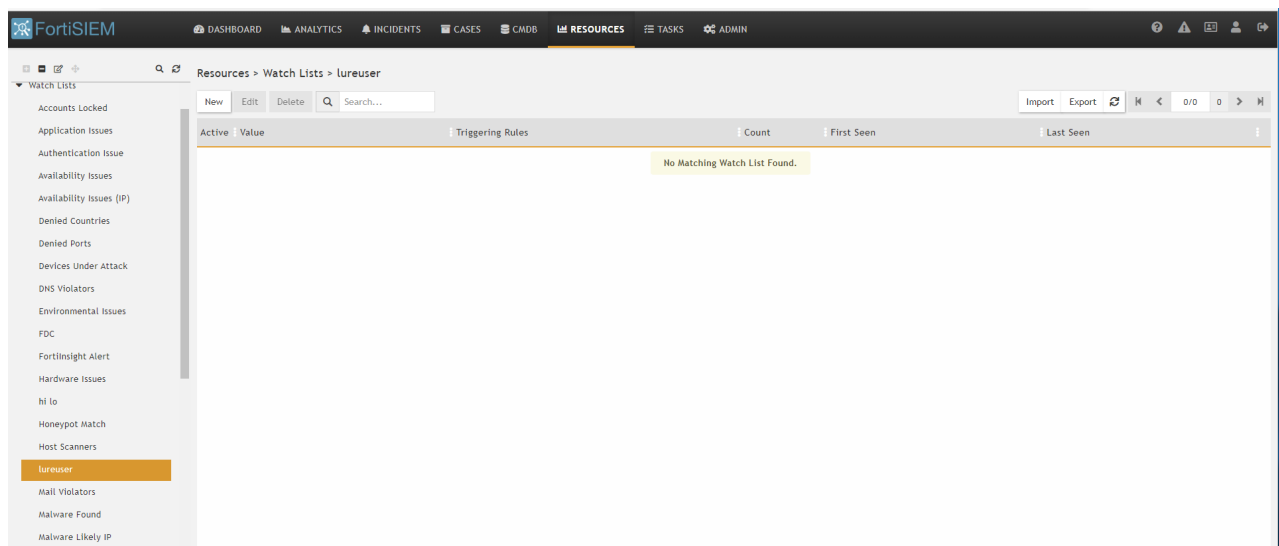 FortiSIEM
DASHBOARD ANALYTICS INCIDENTS CASES CMDB RESOURCES TASKS ADMIN
Resources > Watch Lists > lureuser
New Edit Delete Search... Import Export 0/0 0
Active Value Triggering Rules Count First Seen Last Seen
No Matching Watch List Found.
Watch Lists
Accounts Locked
Application Issues
Authentication Issue
Availability Issues
Availability Issues (IP)
Denied Countries
Denied Ports
Devices Under Attack
DNS Violators
Environmental Issues
FDC
FortiInsight Alert
Hardware Issues
hi lo
Honeypot Match
Host Scanners
lureuser
Mail Violators
Malware Found
Malware Likely IP